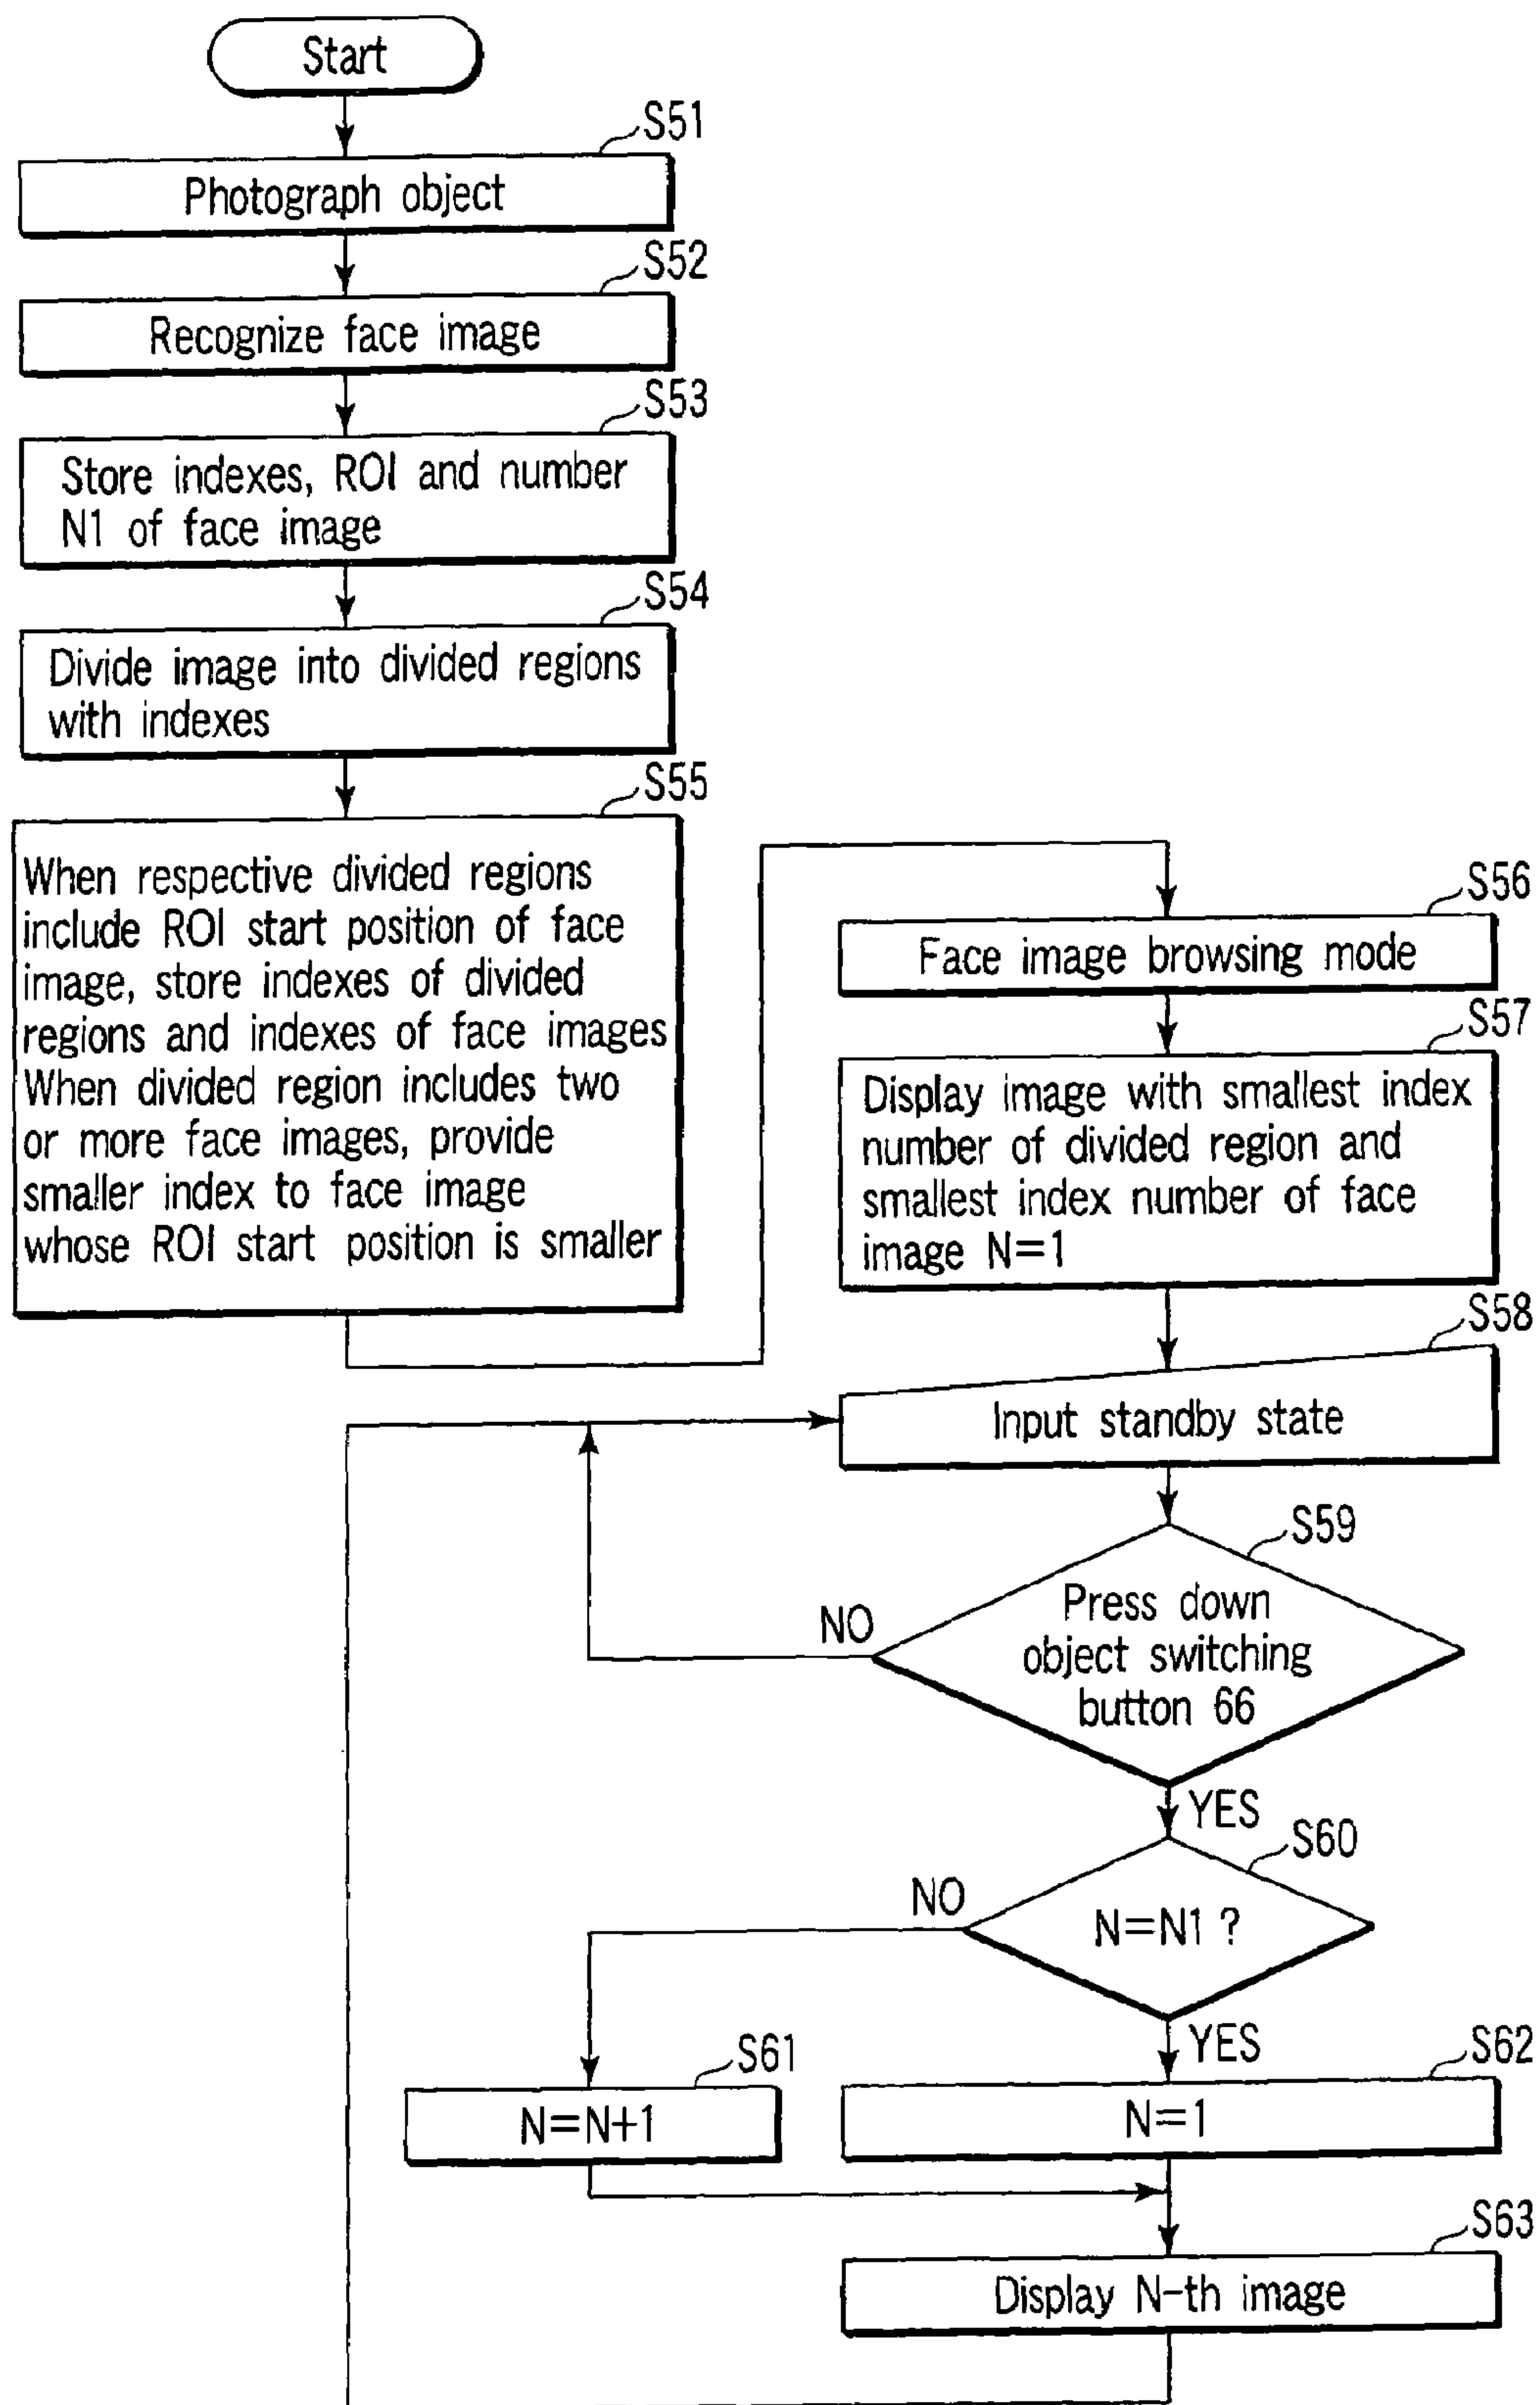 Start
S51
Photograph object
S52
Recognize face image
S53
Store indexes, ROI and number
N1 of face image
S54
Divide image into divided regions
with indexes
S55
When respective divided regions
include ROI start position of face
image, store indexes of divided
regions and indexes of face images
When divided region includes two
or more face images, provide
smaller index to face image
whose ROI start position is smaller
S56
Face image browsing mode
S57
Display image with smallest index
number of divided region and
smallest index number of face
image N=1
S58
Input standby state
S59
Press down
object switching
button 66
NO
YES
S60
N=N1 ?
NO
YES
S61
N=N+1
S62
N=1
S63
Display N-th image